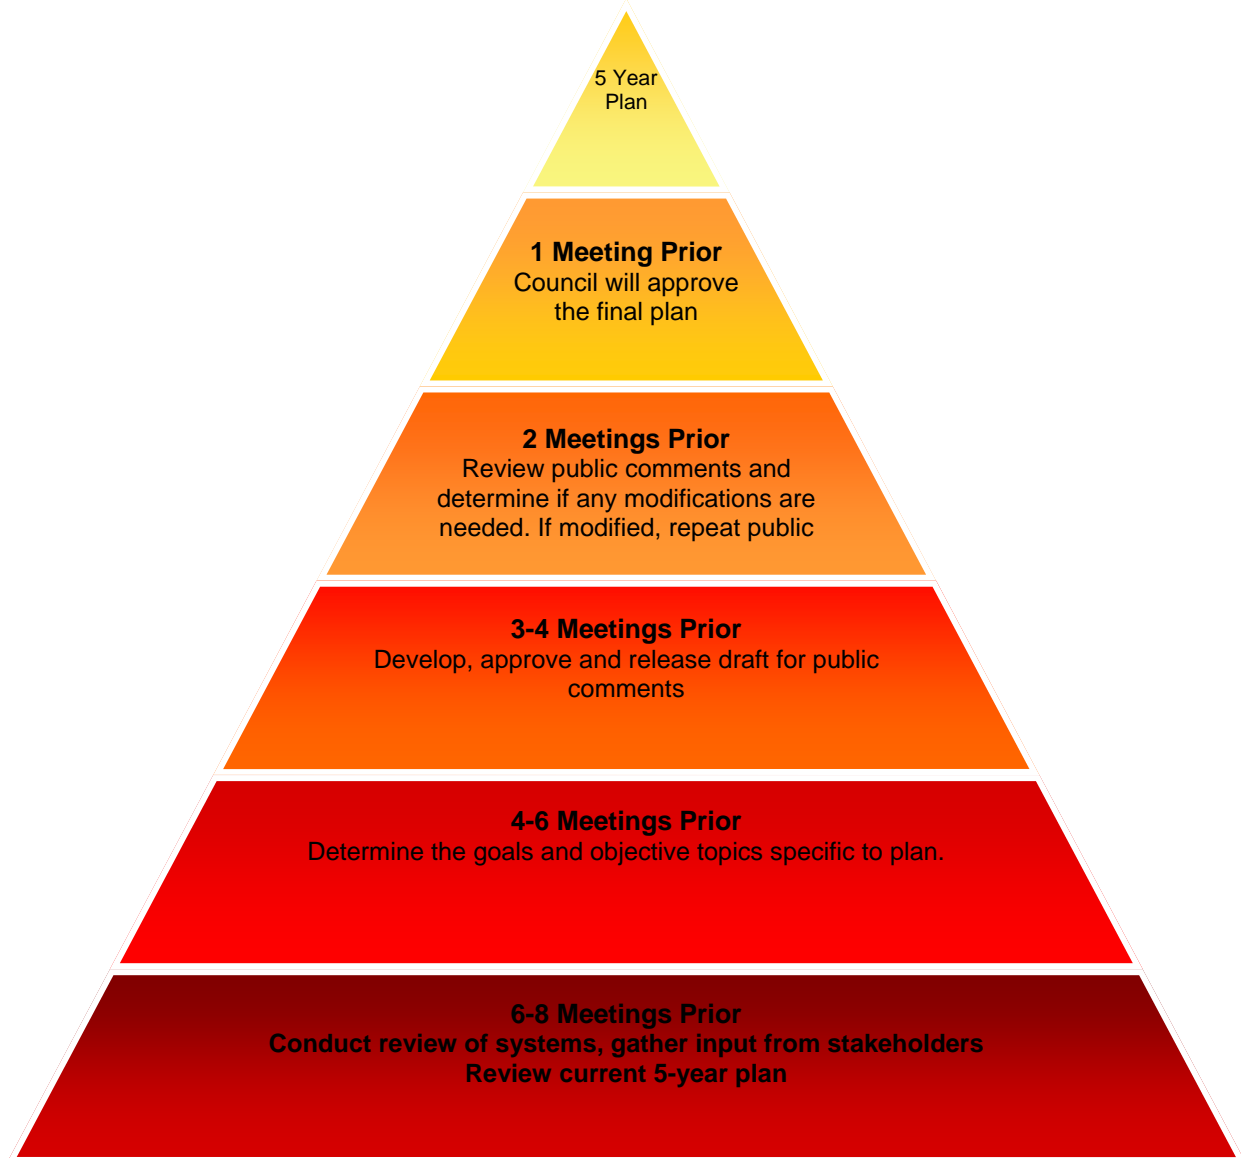 5 Year
Plan
1 Meeting Prior
Council will approve
the final plan
2 Meetings Prior
Review public comments and
determine if any modifications are
needed. If modified, repeat public
3-4 Meetings Prior
Develop, approve and release draft for public
comments
4-6 Meetings Prior
Determine the goals and objective topics specific to plan.
6-8 Meetings Prior
Conduct review of systems, gather input from stakeholders
Review current 5-year plan